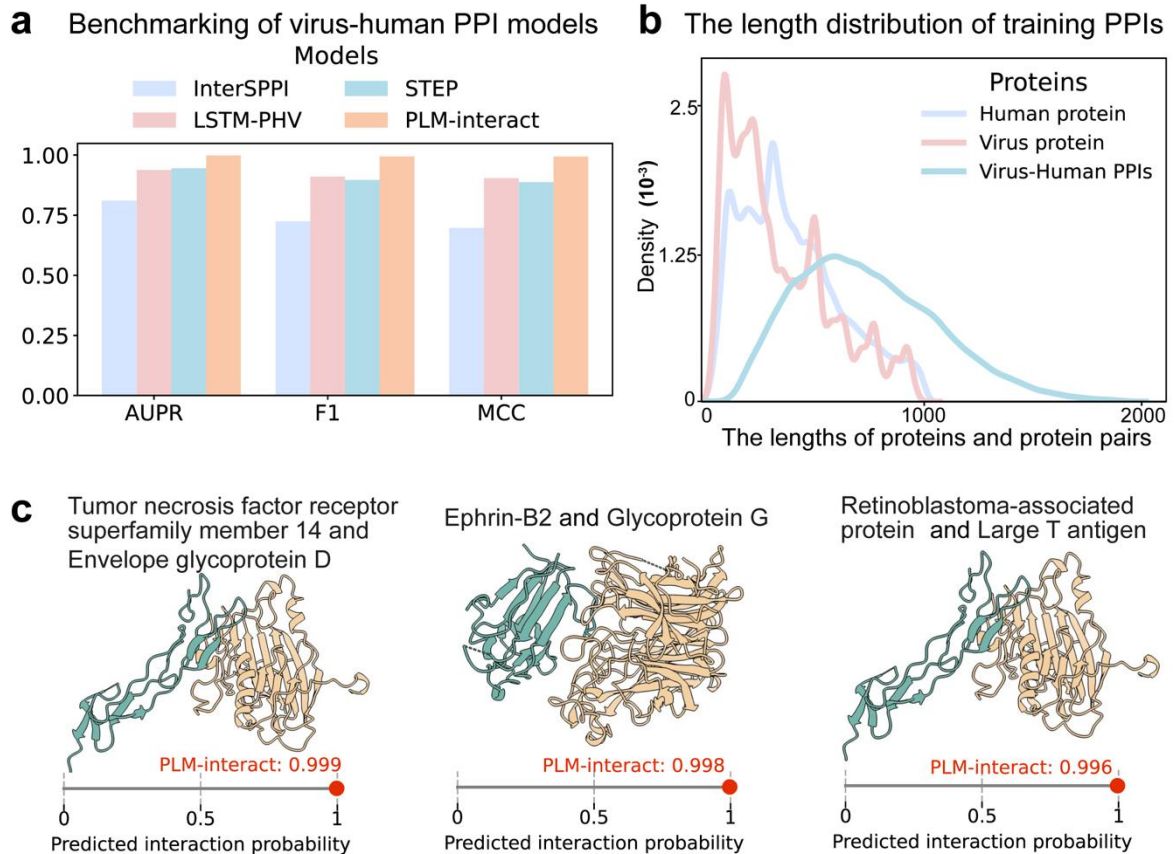 a Benchmarking of virus-human PPI models
Models
InterSPPI STEP
LSTM-PHV PLM-interact
1.00
0.75
0.50
0.25
0.00
AUPR F1 MCC
b The length distribution of training PPIs
Proteins
Human protein
Virus protein
Virus-Human PPIs
Density (10⁻³)
2.5
1.25
0
0 1000 2000
The lengths of proteins and protein pairs
c
Tumor necrosis factor receptor
superfamily member 14 and
Envelope glycoprotein D
PLM-interact: 0.999
0 0.5 1
Predicted interaction probability
Ephrin-B2 and Glycoprotein G
PLM-interact: 0.998
0 0.5 1
Predicted interaction probability
Retinoblastoma-associated
protein and Large T antigen
PLM-interact: 0.996
0 0.5 1
Predicted interaction probability